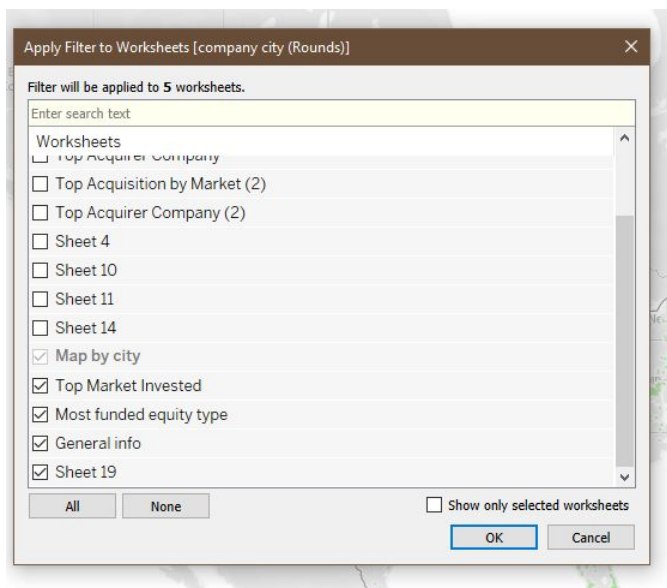 Apply Filter to Worksheets [company city (Rounds)]
Filter will be applied to 5 worksheets.
Enter search text
Worksheets
Top Acquirer Company
Top Acquisition by Market (2)
Top Acquirer Company (2)
Sheet 4
Sheet 10
Sheet 11
Sheet 14
Map by city
Top Market Invested
Most funded equity type
General info
Sheet 19
All None Show only selected worksheets
OK Cancel